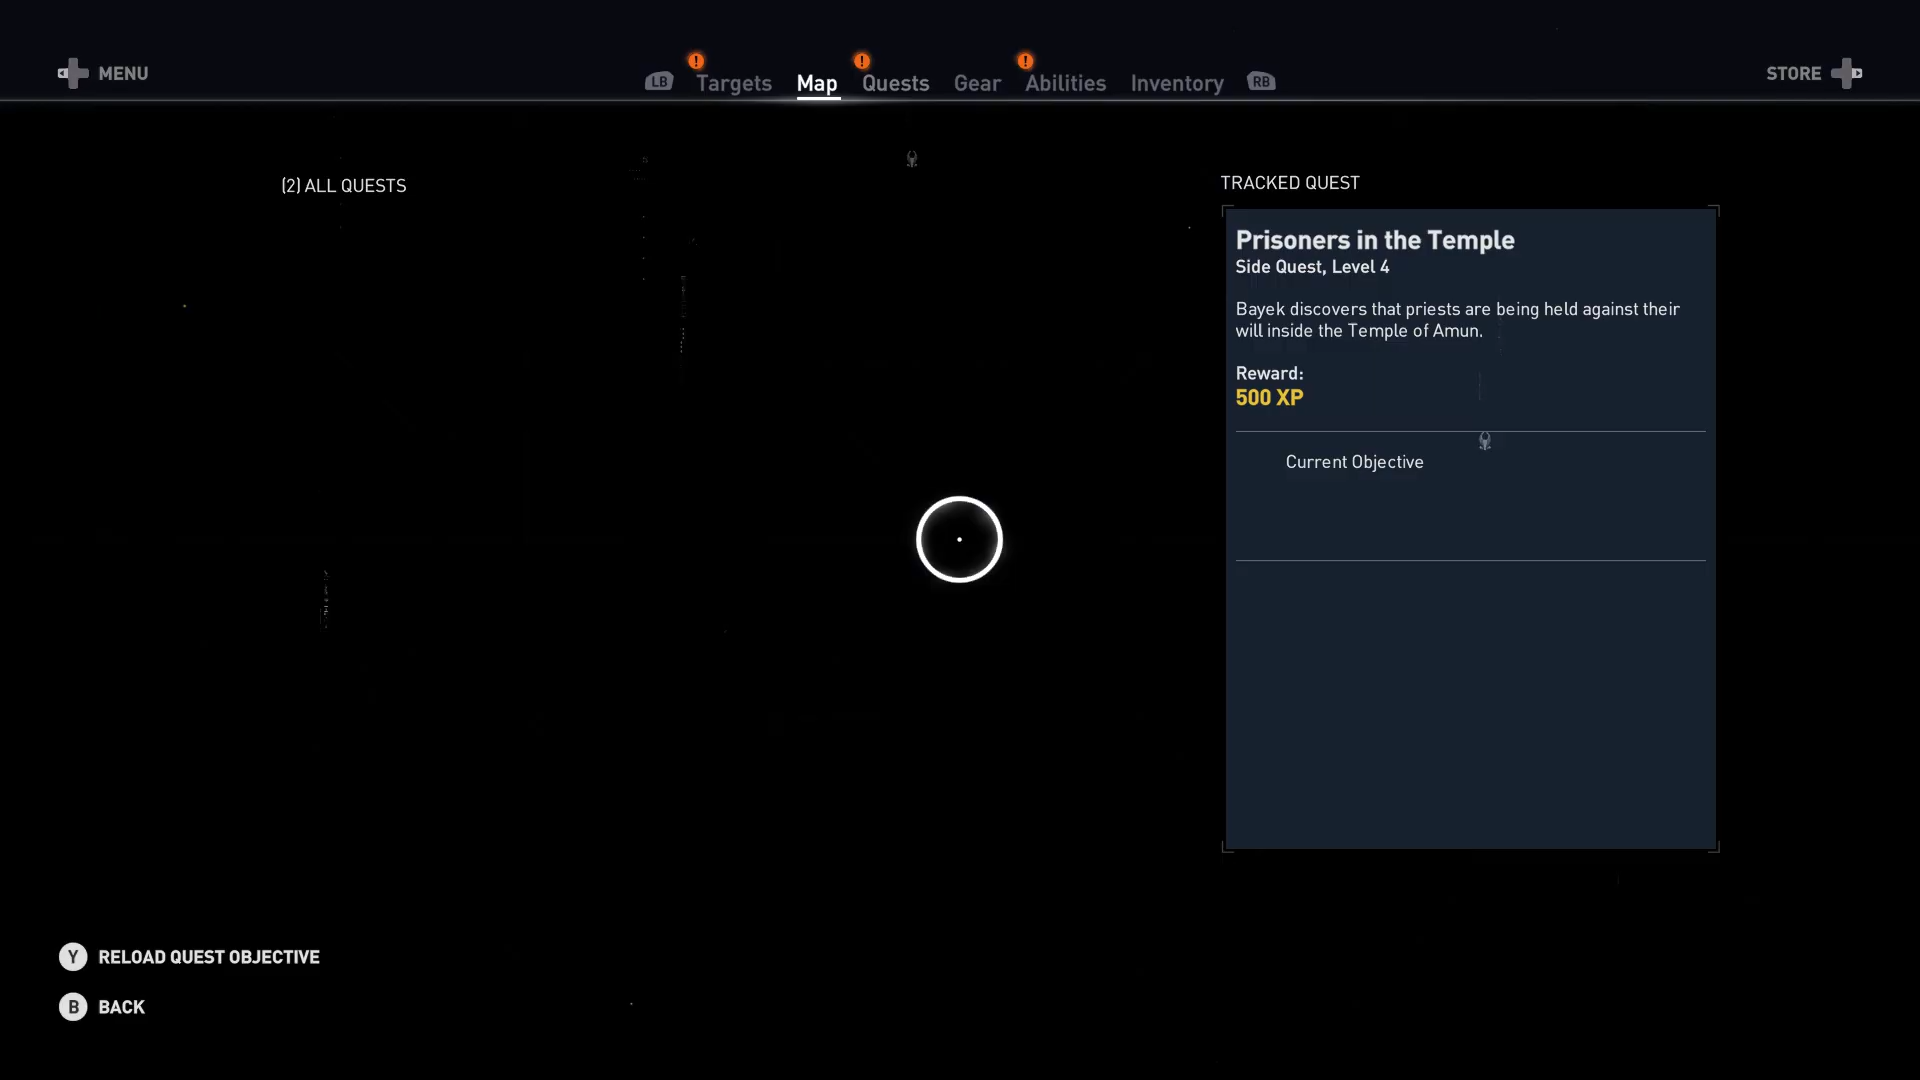 MENU
LB
! Targets
Map
! Quests
Gear
! Abilities
Inventory
RB
STORE
(2) ALL QUESTS
TRACKED QUEST
Prisoners in the Temple
Side Quest, Level 4
Bayek discovers that priests are being held against their
will inside the Temple of Amun.
Reward:
500 XP
Current Objective
Y RELOAD QUEST OBJECTIVE
B BACK